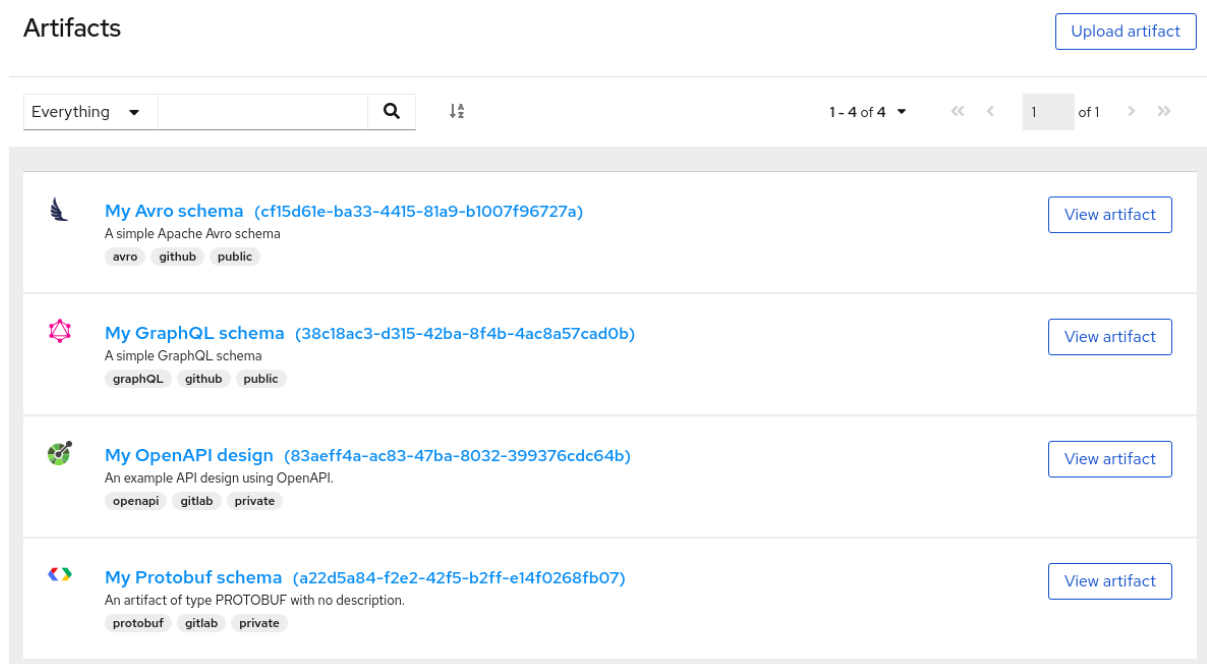 Artifacts
Upload artifact
Everything
1 - 4 of 4
1
of 1
My Avro schema (cf15d61e-ba33-4415-81a9-b1007f96727a)
View artifact
A simple Apache Avro schema
avro github public
My GraphQL schema (38c18ac3-d315-42ba-8f4b-4ac8a57cad0b)
View artifact
A simple GraphQL schema
graphQL github public
My OpenAPI design (83aeff4a-ac83-47ba-8032-399376cdc64b)
View artifact
An example API design using OpenAPI.
openapi gitlab private
My Protobuf schema (a22d5a84-f2e2-42f5-b2ff-e14f0268fb07)
View artifact
An artifact of type PROTOBUF with no description.
protobuf gitlab private